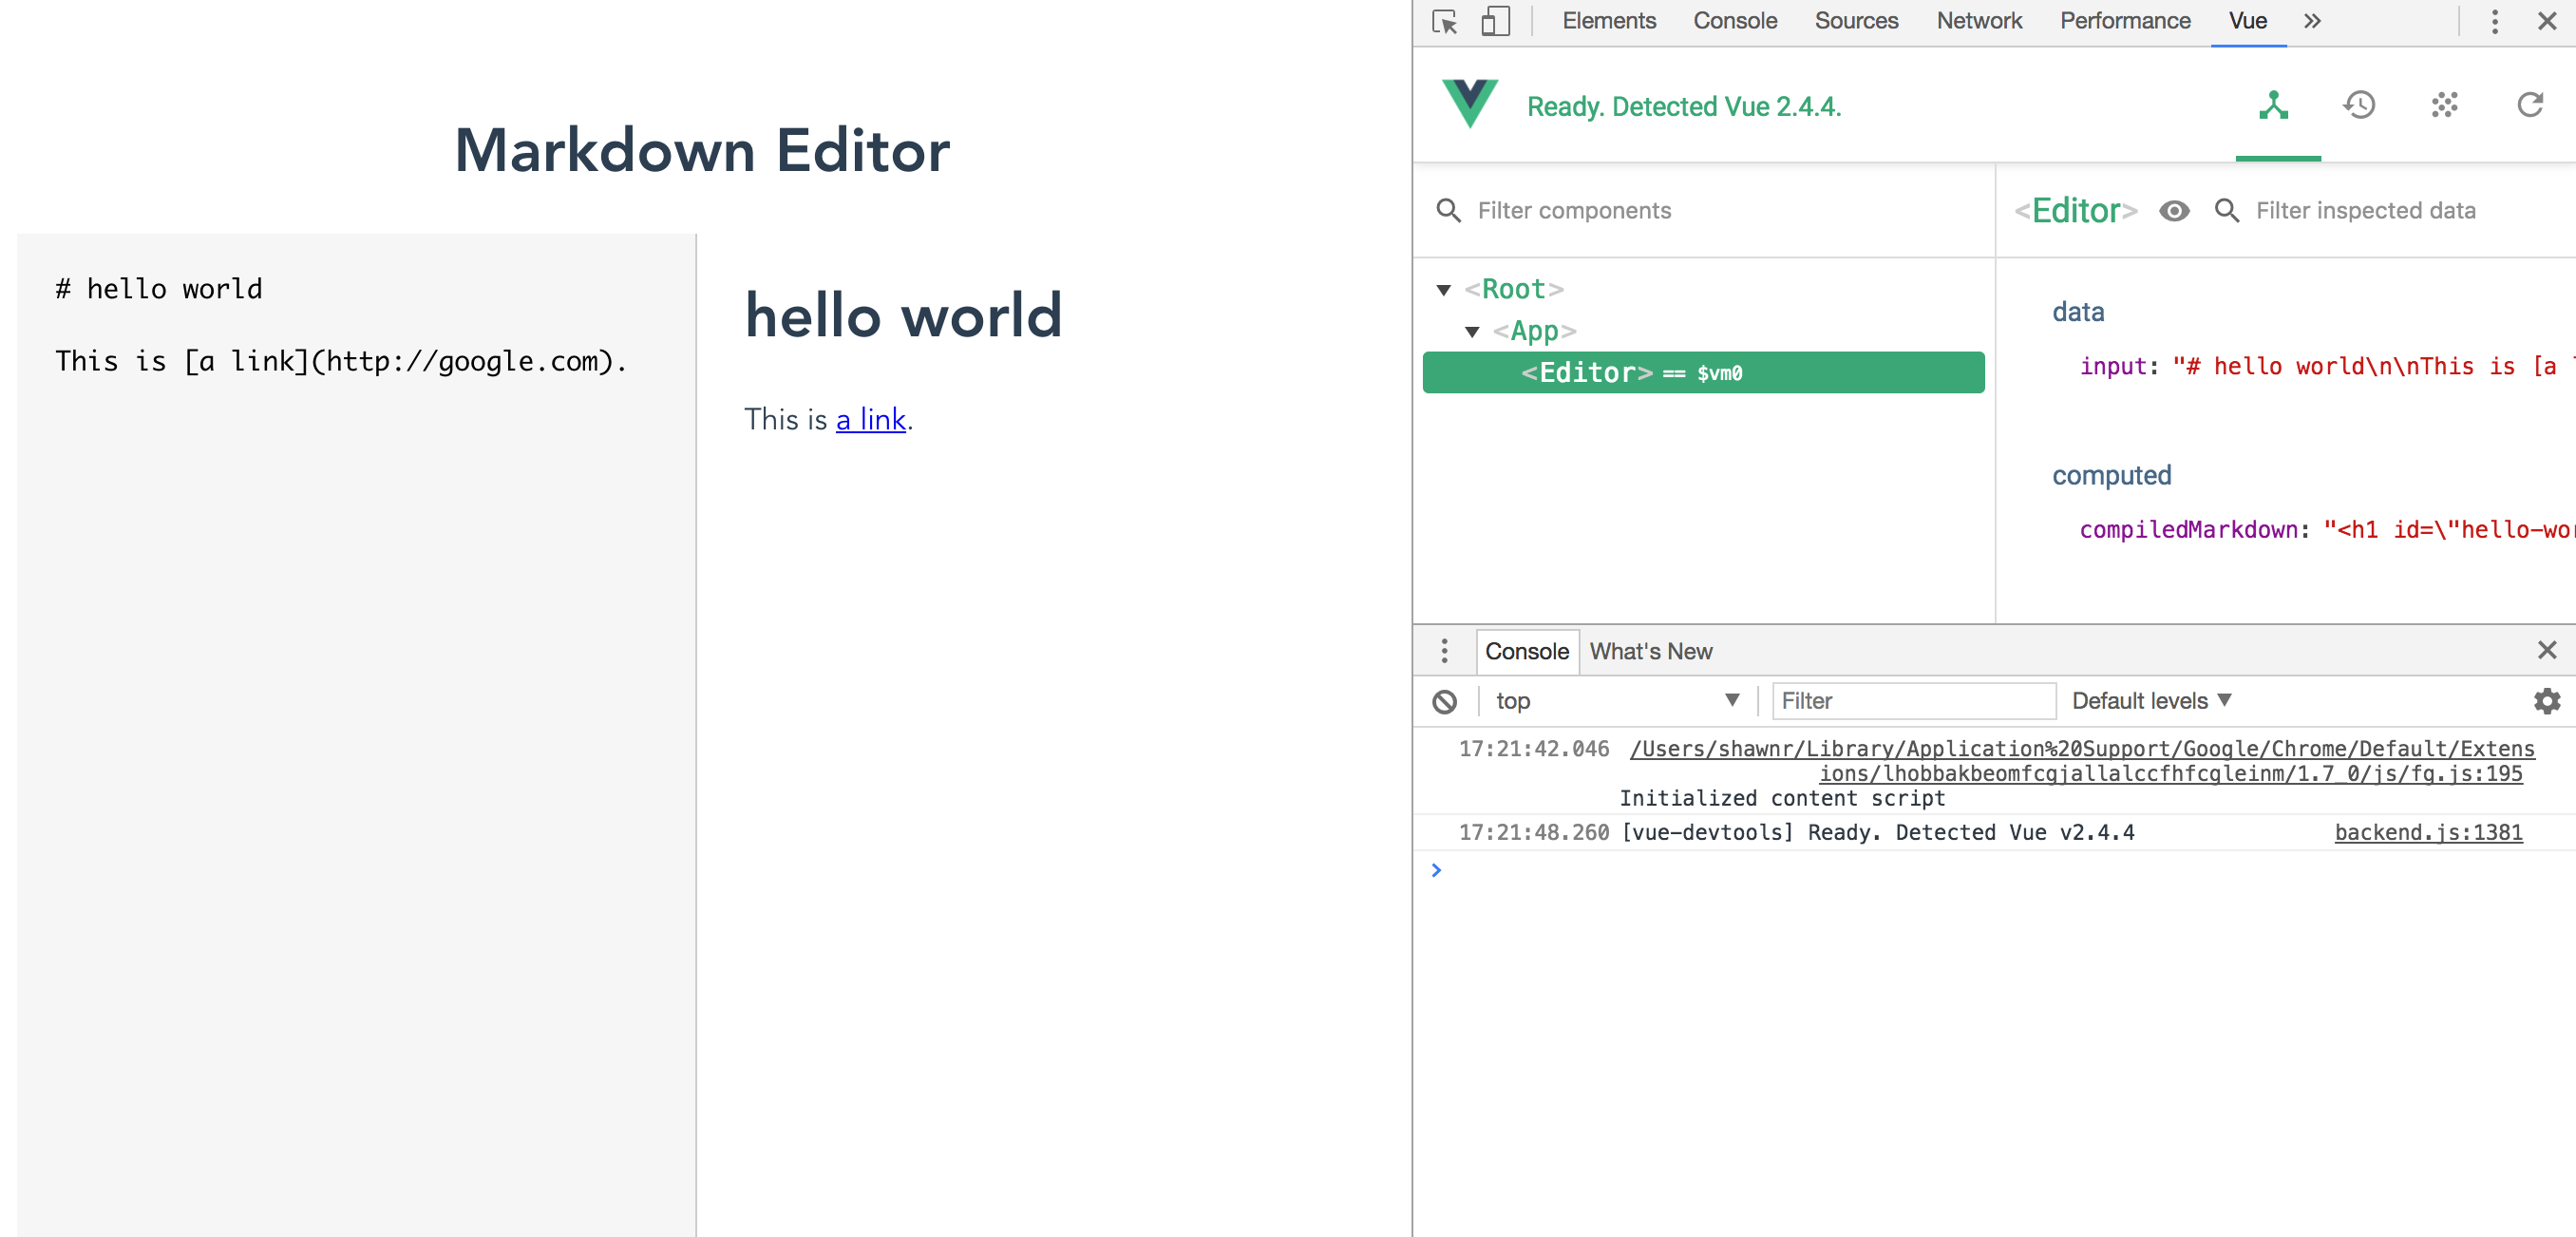 Markdown Editor
# hello world
This is [a link](http://google.com).
hello world
This is a link.
Elements Console Sources Network Performance Vue »
Ready. Detected Vue 2.4.4.
Filter components
<Editor> Filter inspected data
▼ <Root>
▼ <App>
<Editor> == $vm0
data
input: "# hello world\n\nThis is [a
computed
compiledMarkdown: "<h1 id=\"hello-wo
Console What's New
top ▼ Filter Default levels ▼
17:21:42.046 /Users/shawnr/Library/Application%20Support/Google/Chrome/Default/Extens
ions/lhobbakbeomfcgjallalccfhfcgleinm/1.7_0/js/fg.js:195
Initialized content script
17:21:48.260 [vue-devtools] Ready. Detected Vue v2.4.4 backend.js:1381
>